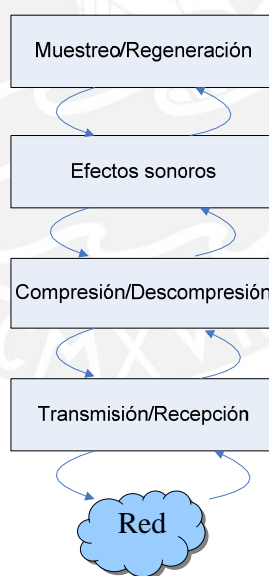 Muestreo/Regeneración
Efectos sonoros
Compresión/Descompresión
Transmisión/Recepción
Red